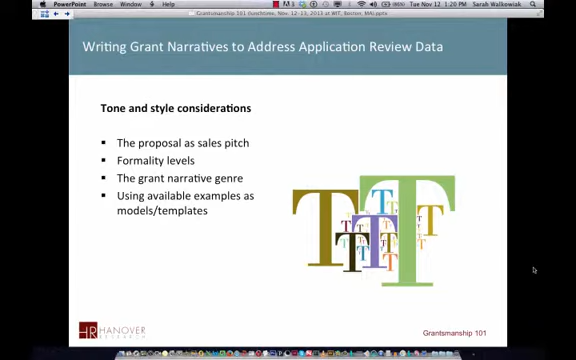 PowerPoint Browse Window Help Tue Nov 12 1:20 PM Sarah Walkowiak
Writing Grant Narratives to Address Application Review Data
Tone and style considerations
The proposal as sales pitch
Formality levels
The grant narrative genre
Using available examples as
models/templates
T T T T T T T T
HR HANOVER
RESEARCH
Grantsmanship 101